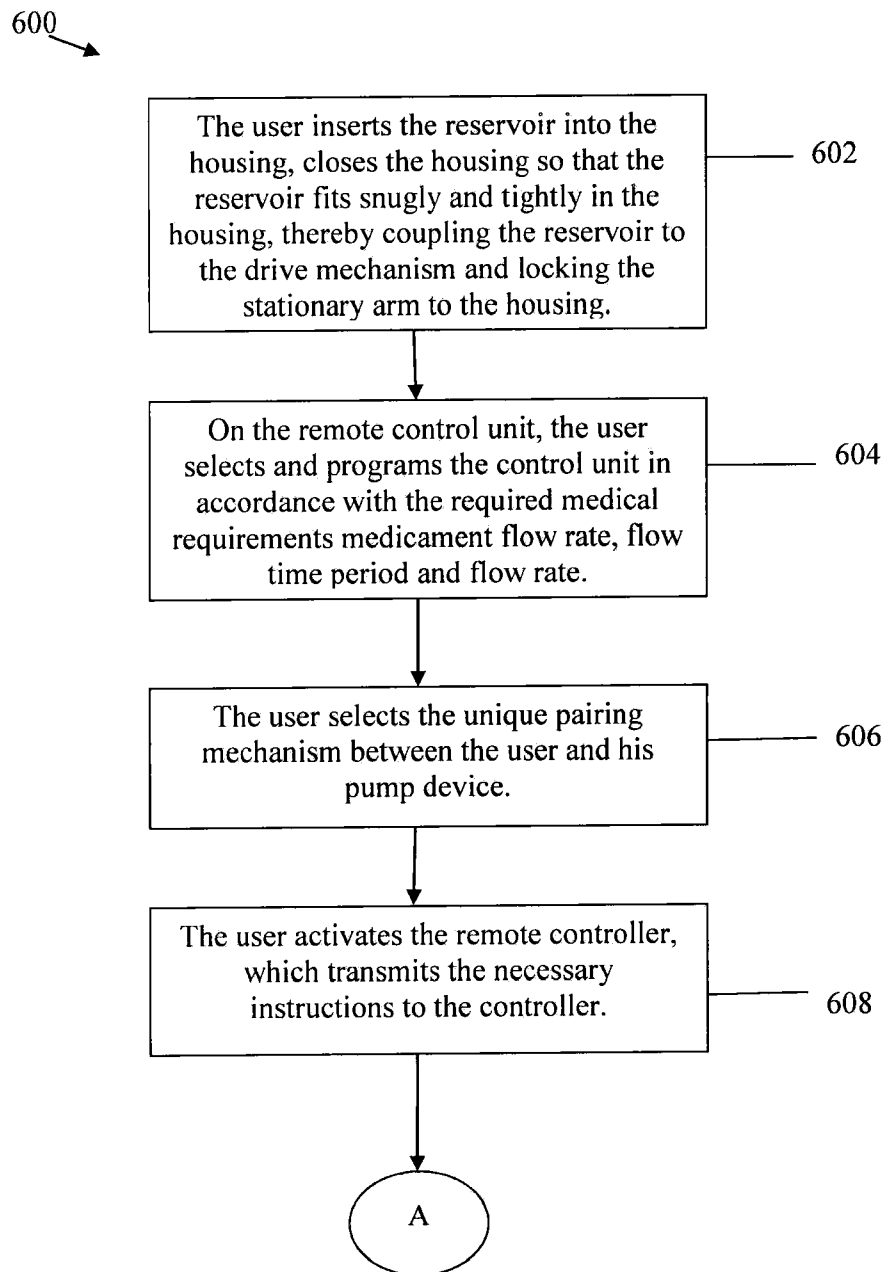 600
The user inserts the reservoir into the
housing, closes the housing so that the
reservoir fits snugly and tightly in the
housing, thereby coupling the reservoir to
the drive mechanism and locking the
stationary arm to the housing.
602
On the remote control unit, the user
selects and programs the control unit in
accordance with the required medical
requirements medicament flow rate, flow
time period and flow rate.
604
The user selects the unique pairing
mechanism between the user and his
pump device.
606
The user activates the remote controller,
which transmits the necessary
instructions to the controller.
608
A